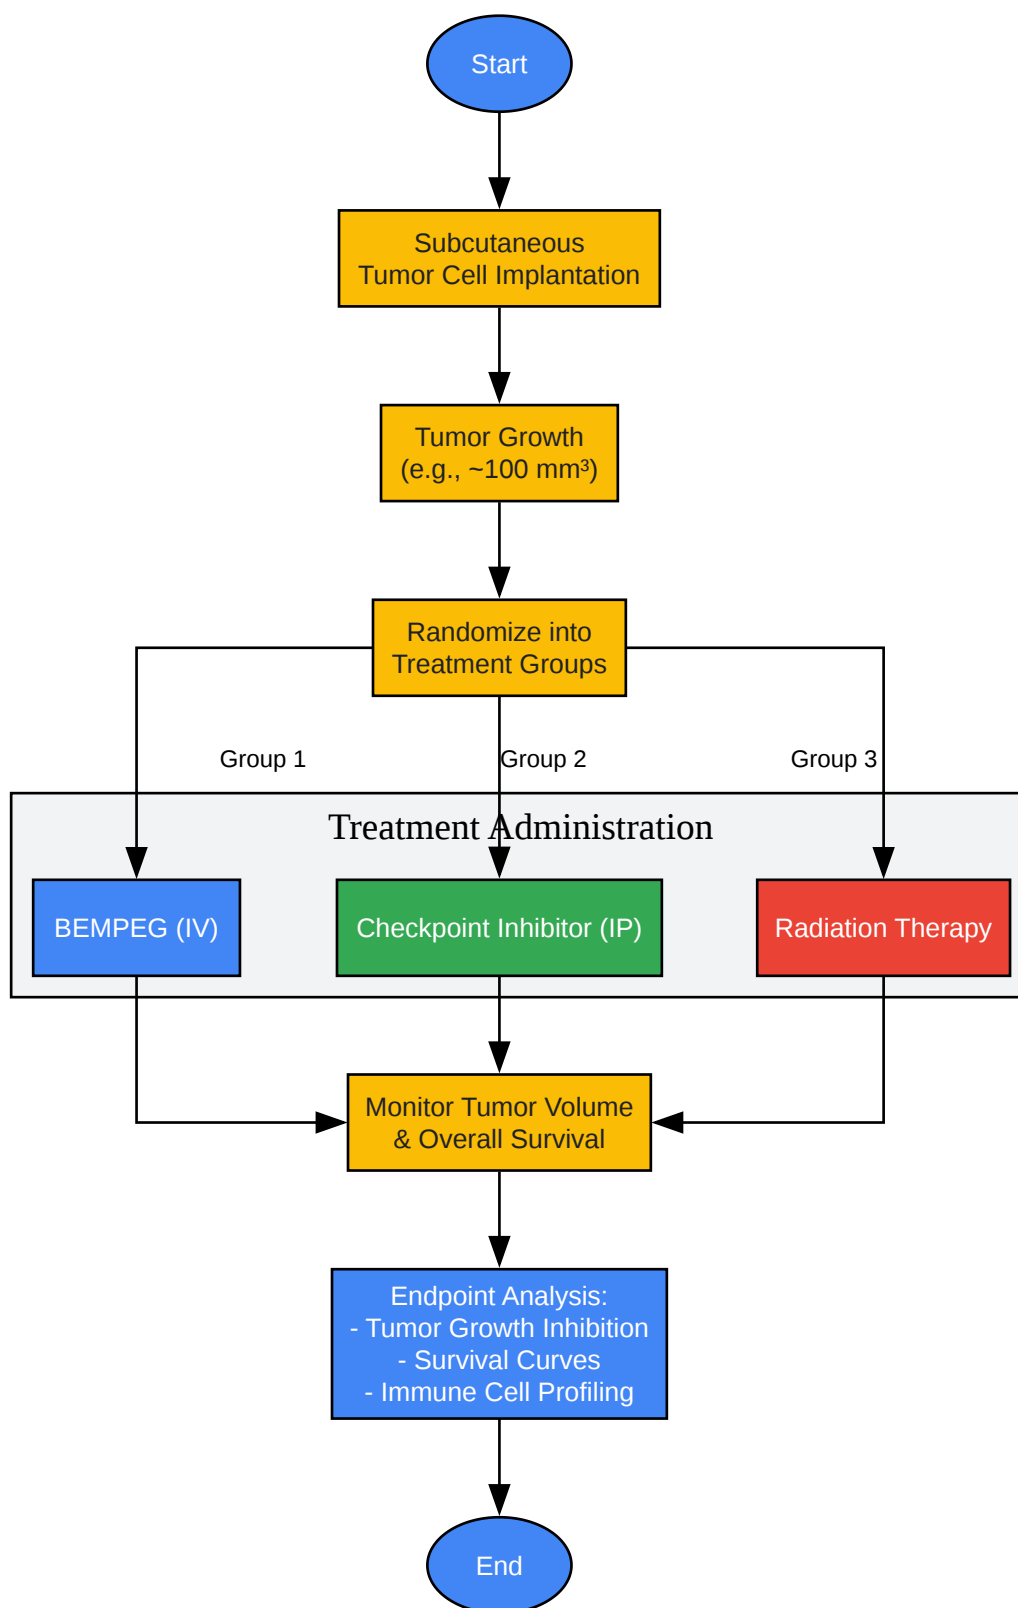 Start
Subcutaneous
Tumor Cell Implantation
Tumor Growth
(e.g., ~100 mm³)
Randomize into
Treatment Groups
Group 1
Group 2
Group 3
Treatment Administration
BEMPEG (IV)
Checkpoint Inhibitor (IP)
Radiation Therapy
Monitor Tumor Volume
& Overall Survival
Endpoint Analysis:
- Tumor Growth Inhibition
- Survival Curves
- Immune Cell Profiling
End